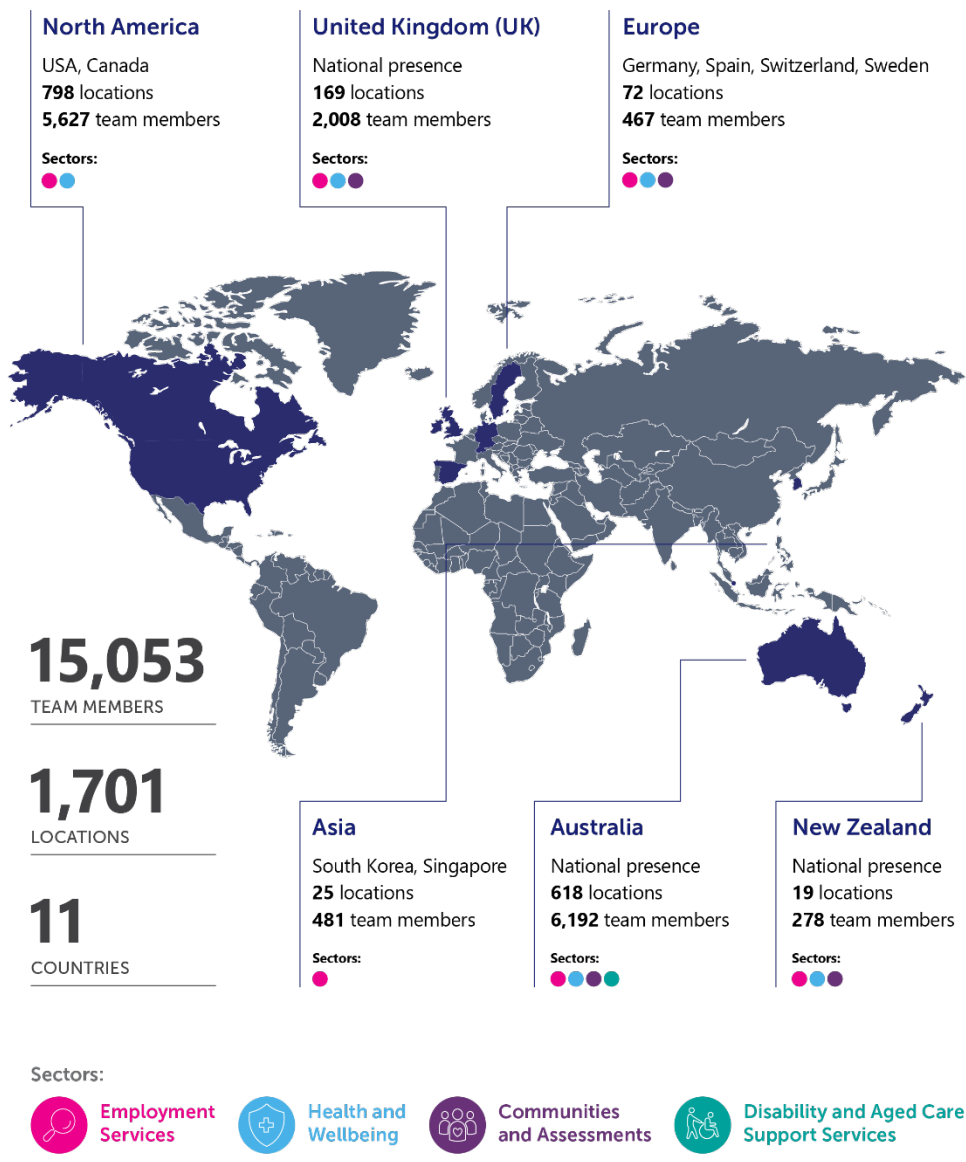 North America
USA, Canada
798 locations
5,627 team members
Sectors:
United Kingdom (UK)
National presence
169 locations
2,008 team members
Sectors:
Europe
Germany, Spain, Switzerland, Sweden
72 locations
467 team members
Sectors:
15,053
TEAM MEMBERS
1,701
LOCATIONS
11
COUNTRIES
Asia
South Korea, Singapore
25 locations
481 team members
Sectors:
Australia
National presence
618 locations
6,192 team members
Sectors:
New Zealand
National presence
19 locations
278 team members
Sectors:
Sectors:
Employment
Services
Health and
Wellbeing
Communities
and Assessments
Disability and Aged Care
Support Services